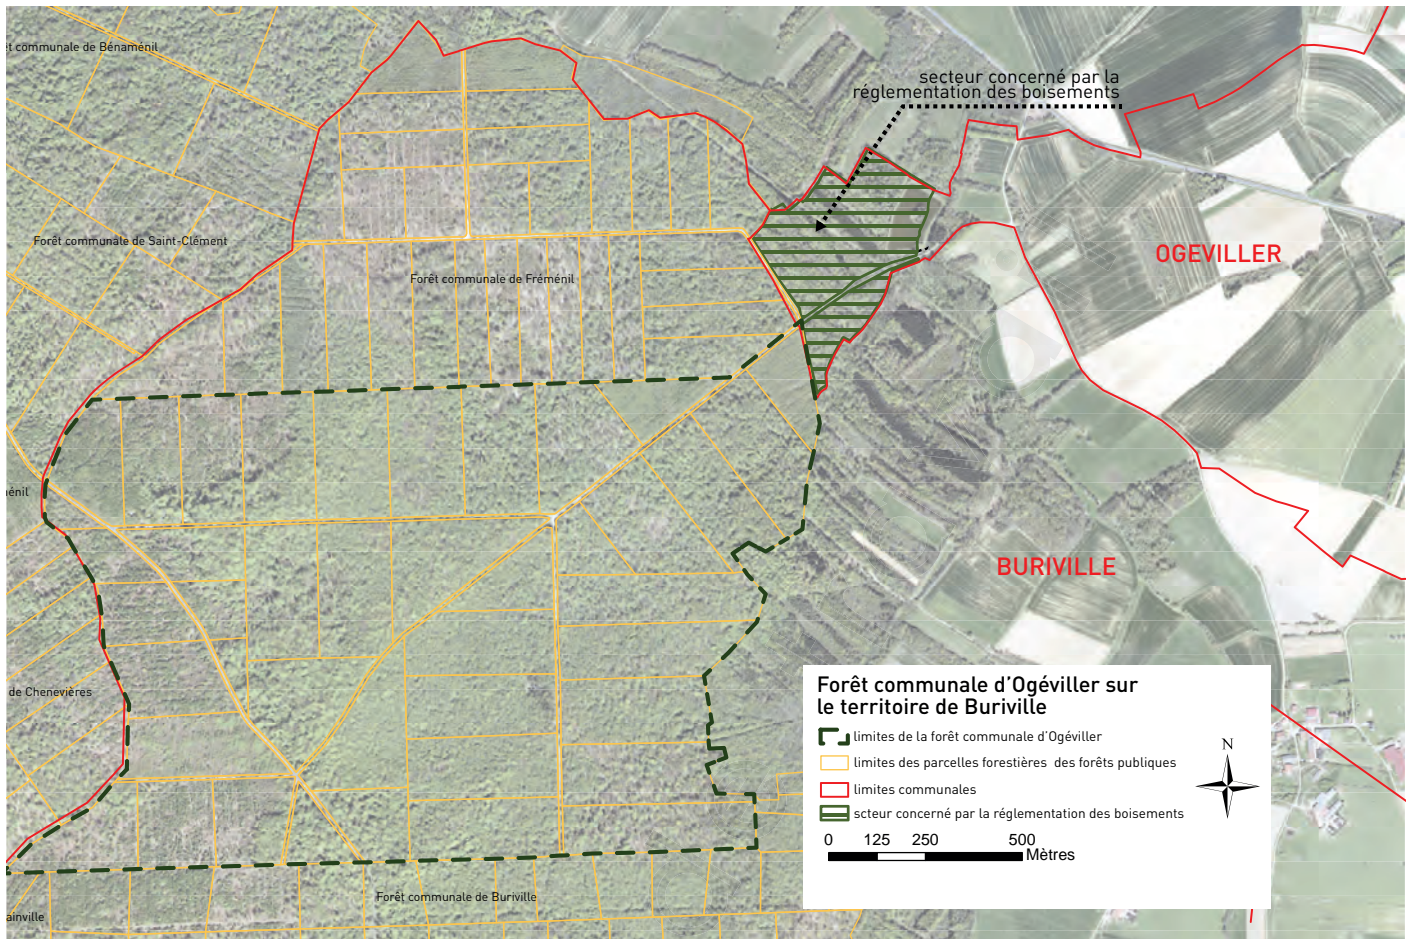 êt communale de Bénaménil
secteur concerné par la
réglementation des boisements
Forêt communale de Saint-Clément
OGEVILLER
Forêt communale de Fréménil
énil
BURIVILLE
de Chenevières
Forêt communale d'Ogéviller sur
le territoire de Buriville
limites de la forêt communale d'Ogéviller
N
limites des parcelles forestières des forêts publiques
limites communales
scteur concerné par la réglementation des boisements
0 125 250 500
Mètres
Forêt communale de Buriville
ainville